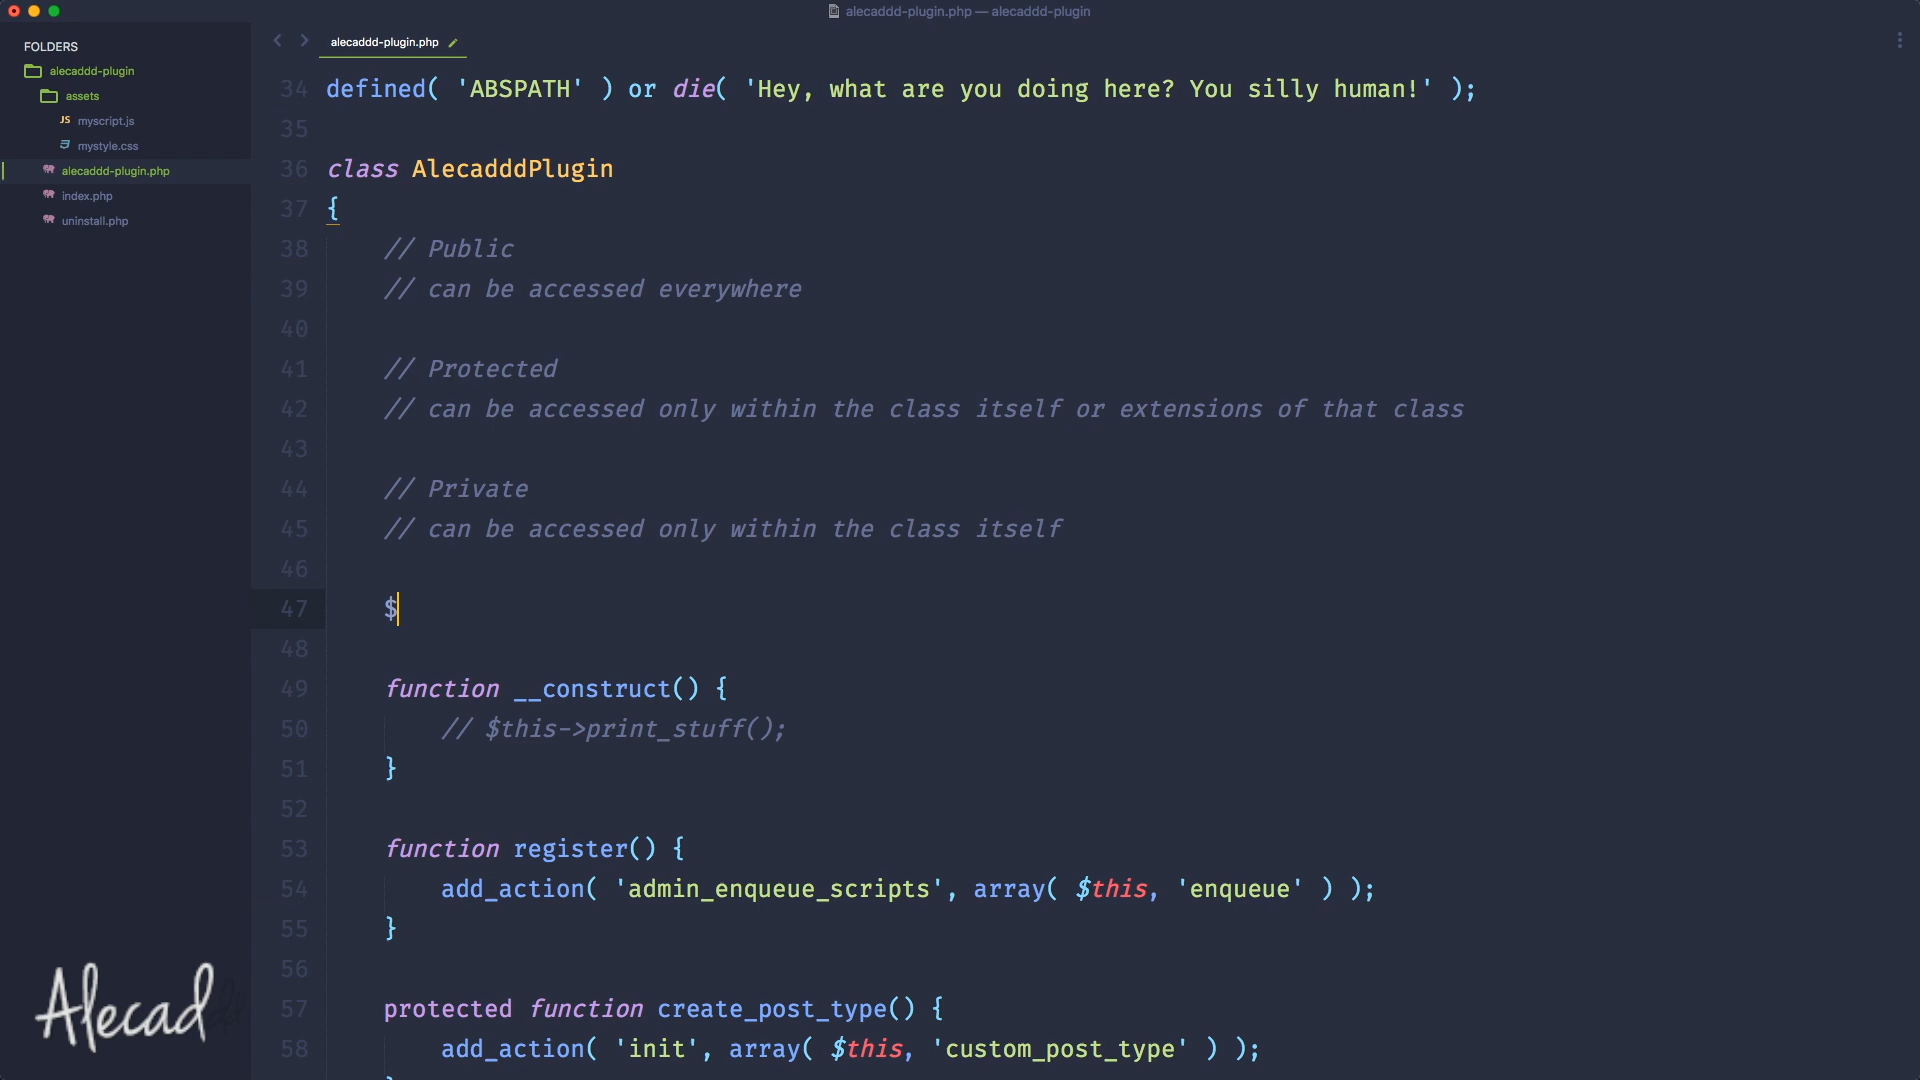 alecaddd-plugin.php — alecaddd-plugin
FOLDERS
alecaddd-plugin
assets
JS myscript.js
mystyle.css
alecaddd-plugin.php
index.php
uninstall.php
alecaddd-plugin.php
34 defined( 'ABSPATH' ) or die( 'Hey, what are you doing here? You silly human!' );
35
36 class AlecadddPlugin
37 {
38 // Public
39 // can be accessed everywhere
40
41 // Protected
42 // can be accessed only within the class itself or extensions of that class
43
44 // Private
45 // can be accessed only within the class itself
46
47 $
48
49 function __construct() {
50 // $this->print_stuff();
51 }
52
53 function register() {
54 add_action( 'admin_enqueue_scripts', array( $this, 'enqueue' ) );
55 }
56
57 protected function create_post_type() {
58 add_action( 'init', array( $this, 'custom_post_type' ) );
Alecad